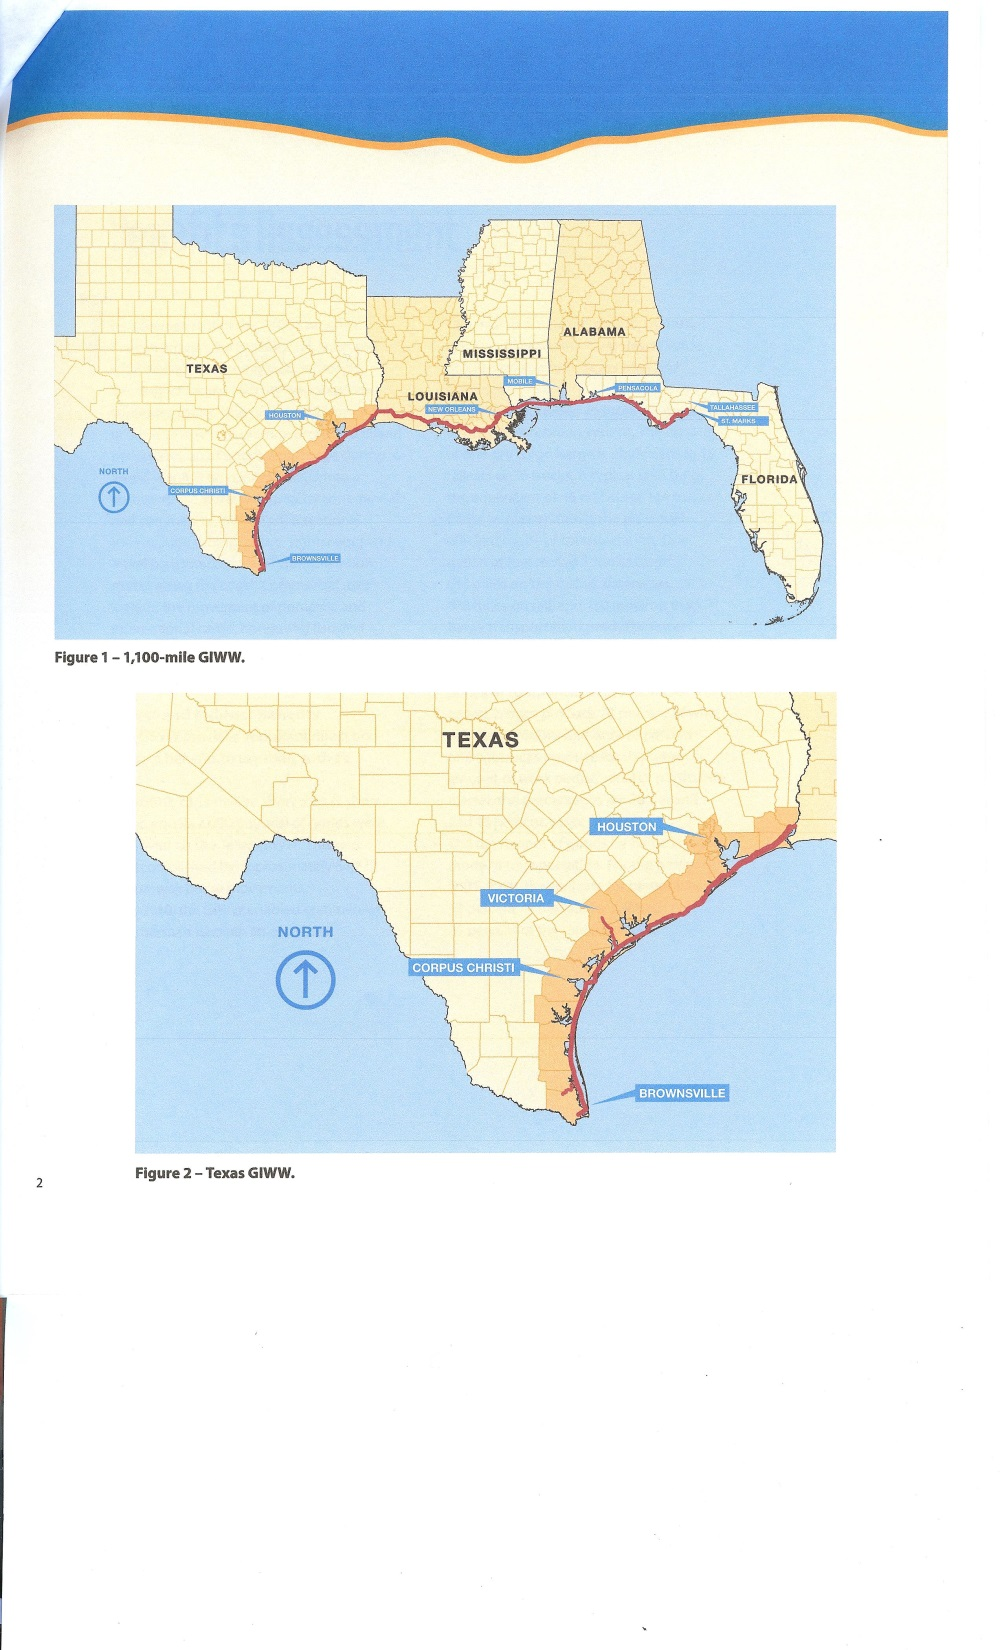 TEXAS
LOUISIANA
MISSISSIPPI
ALABAMA
FLORIDA
HOUSTON
NEW ORLEANS
MOBILE
PENSACOLA
TALLAHASSEE
ST. MARKS
CORPUS CHRISTI
BROWNSVILLE
NORTH
Figure 1 – 1,100-mile GIWW.
TEXAS
HOUSTON
VICTORIA
CORPUS CHRISTI
BROWNSVILLE
NORTH
Figure 2 – Texas GIWW.
2